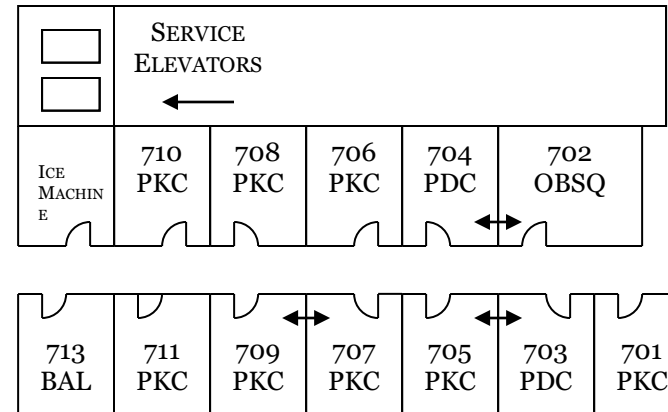 SERVICE
ELEVATORS
ICE
MACHIN
E
710
PKC
708
PKC
706
PKC
704
PDC
702
OBSQ
713
BAL
711
PKC
709
PKC
707
PKC
705
PKC
703
PDC
701
PKC